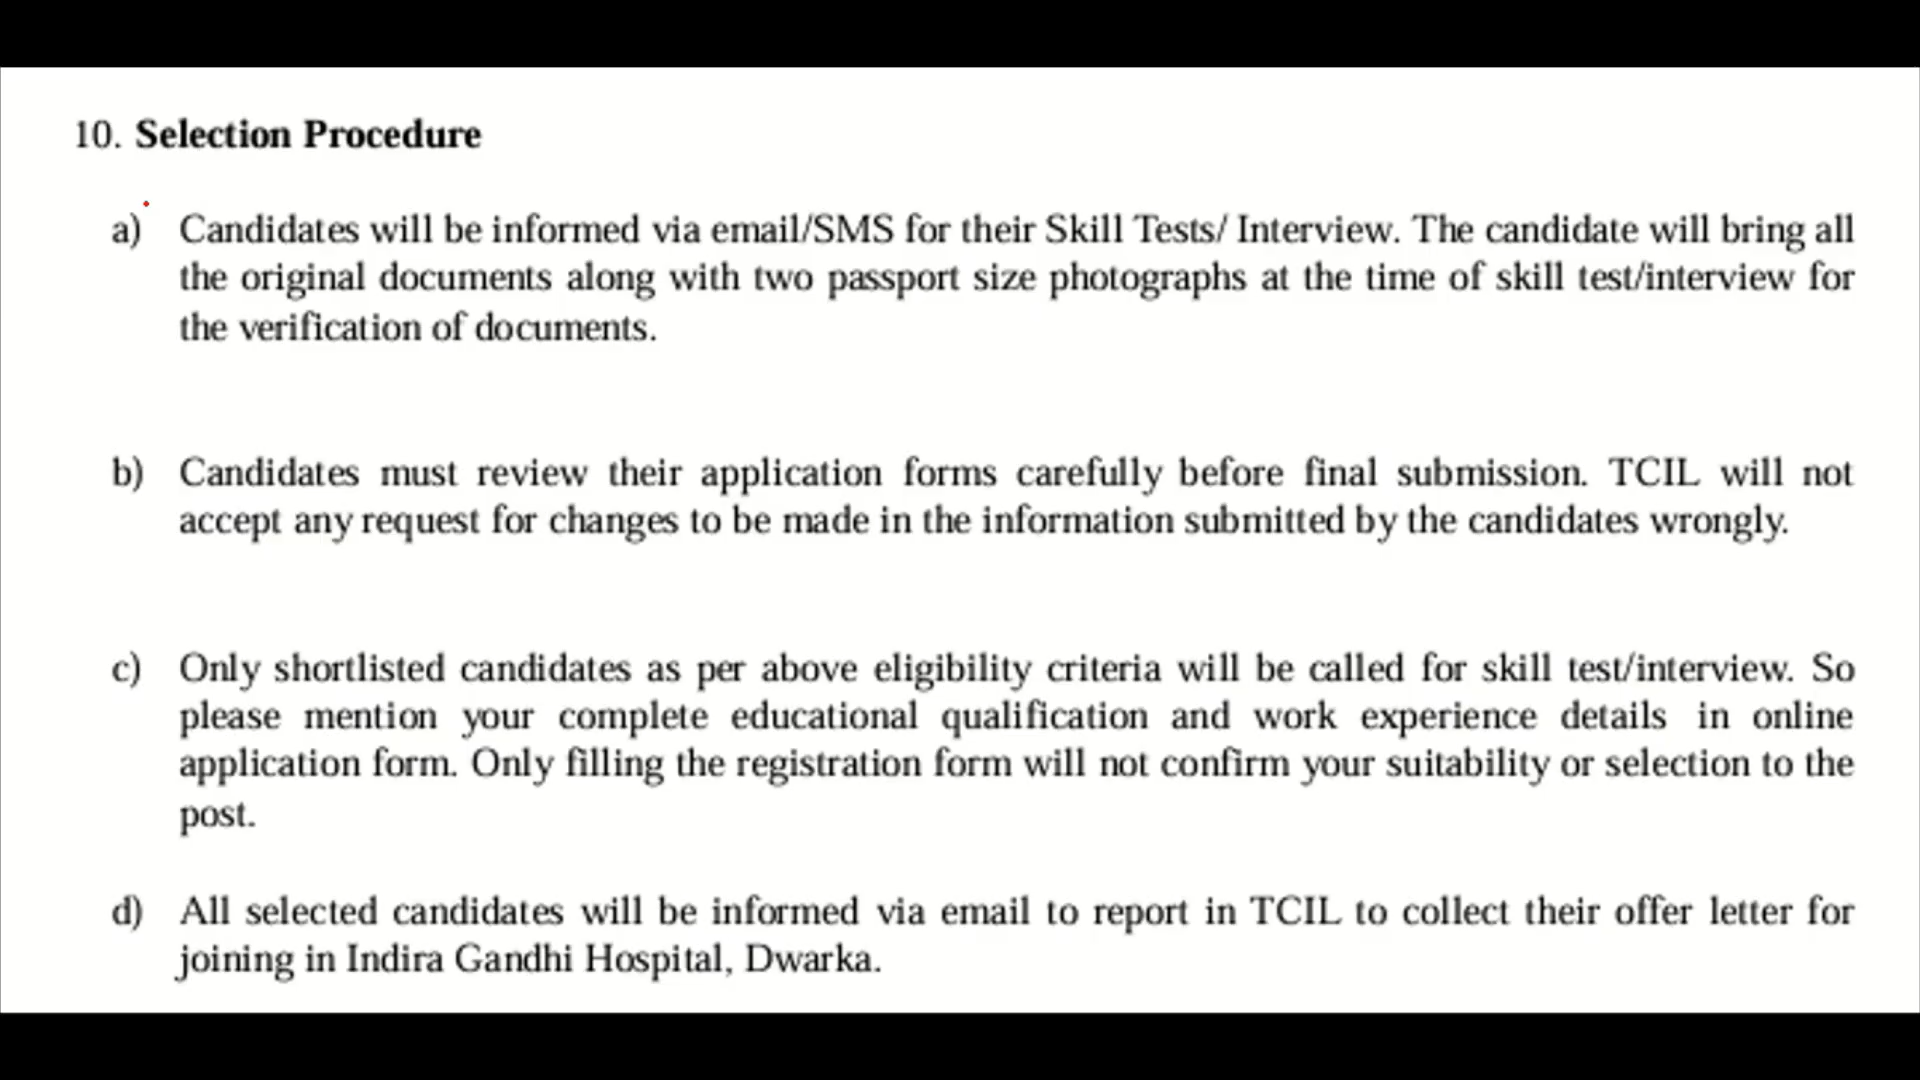 10. Selection Procedure
a) Candidates will be informed via email/SMS for their Skill Tests/ Interview. The candidate will bring all
the original documents along with two passport size photographs at the time of skill test/interview for
the verification of documents.
b) Candidates must review their application forms carefully before final submission. TCIL will not
accept any request for changes to be made in the information submitted by the candidates wrongly.
c) Only shortlisted candidates as per above eligibility criteria will be called for skill test/interview. So
please mention your complete educational qualification and work experience details in online
application form. Only filling the registration form will not confirm your suitability or selection to the
post.
d) All selected candidates will be informed via email to report in TCIL to collect their offer letter for
joining in Indira Gandhi Hospital, Dwarka.